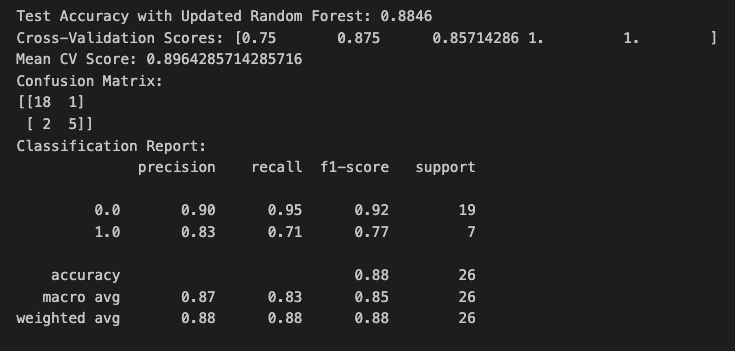 Test Accuracy with Updated Random Forest: 0.8846
Cross-Validation Scores: [0.75       0.875      0.85714286 1.         1.        ]
Mean CV Score: 0.8964285714285716
Confusion Matrix:
[[18  1]
 [ 2  5]]
Classification Report:
              precision    recall  f1-score   support

         0.0       0.90      0.95      0.92        19
         1.0       0.83      0.71      0.77         7

    accuracy                           0.88        26
   macro avg       0.87      0.83      0.85        26
weighted avg       0.88      0.88      0.88        26